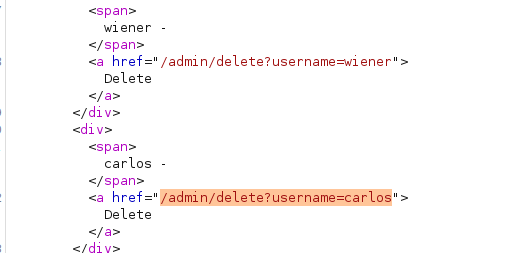 <span>
wiener -
</span>
<a href="/admin/delete?username=wiener">
Delete
</a>
</div>
<div>
<span>
carlos -
</span>
<a href="/admin/delete?username=carlos">
Delete
</a>
</div>